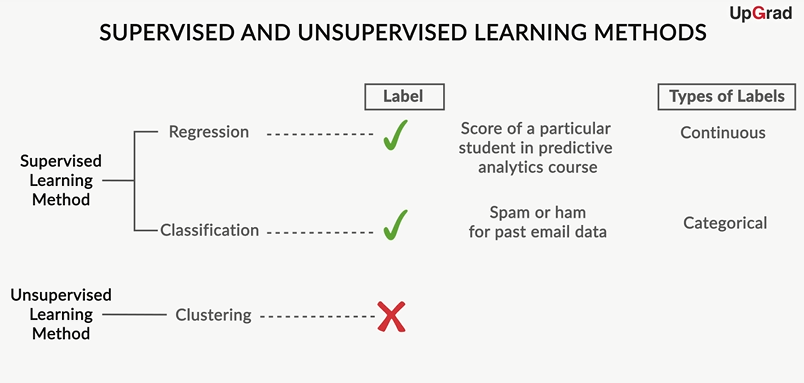 UpGrad
SUPERVISED AND UNSUPERVISED LEARNING METHODS
Label
Types of Labels
Supervised
Learning
Method
Regression
Score of a particular
student in predictive
analytics course
Continuous
Classification
Spam or ham
for past email data
Categorical
Unsupervised
Learning
Method
Clustering